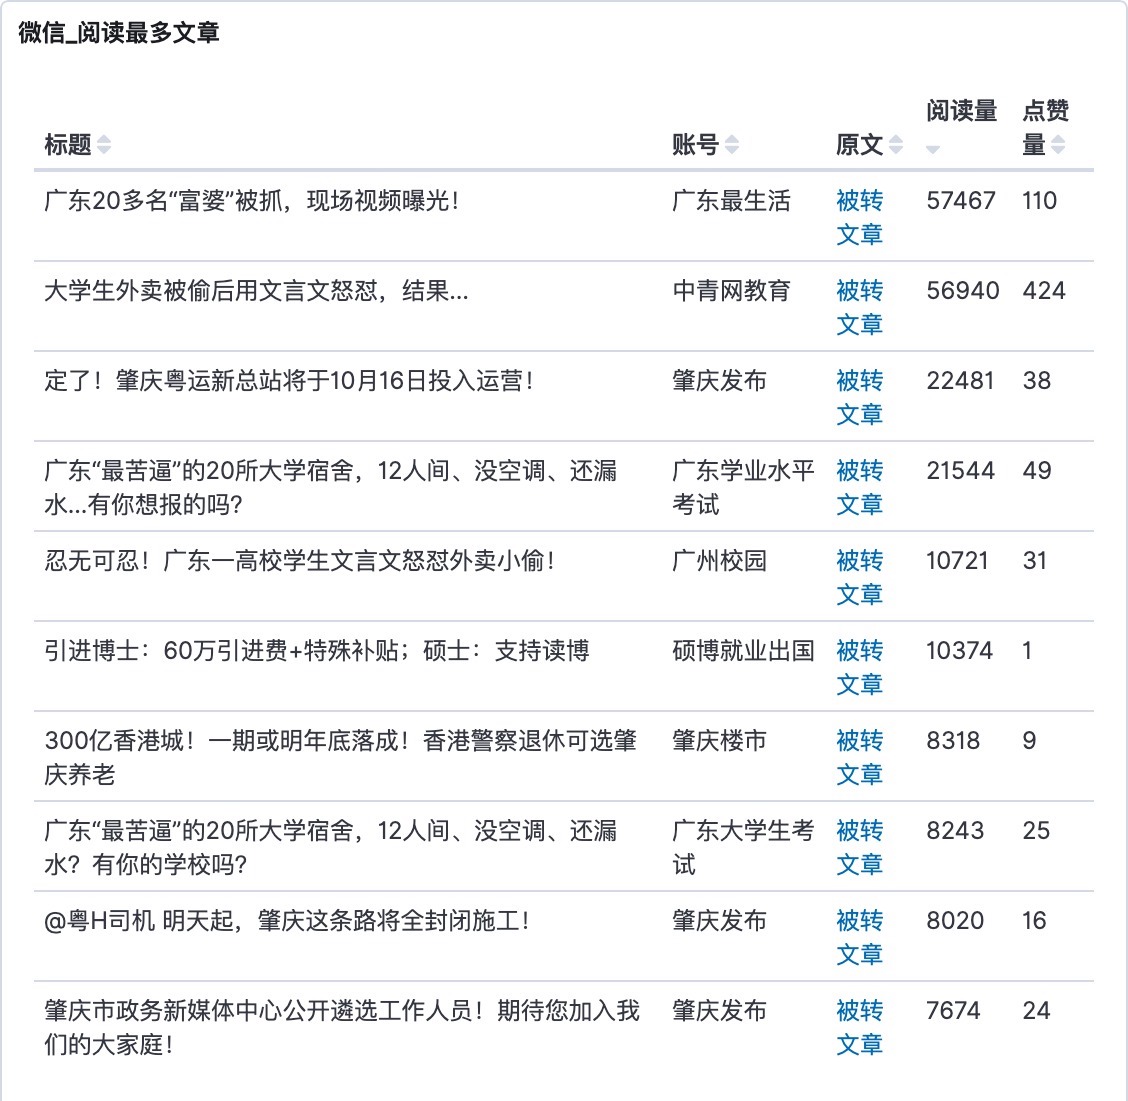 微信_阅读最多文章
标题 账号 原文 阅读量 点赞量
广东20多名“富婆”被抓，现场视频曝光！ 广东最生活 被转 57467 110
文章
大学生外卖被偷后用文言文怒怼，结果... 中青网教育 被转 56940 424
文章
定了！肇庆粤运新总站将于10月16日投入运营！ 肇庆发布 被转 22481 38
文章
广东“最苦逼”的20所大学宿舍，12人间、没空调、还漏 广东学业水平 被转 21544 49
水...有你想报的吗? 考试 文章
忍无可忍！广东一高校学生文言文怒怼外卖小偷！ 广州校园 被转 10721 31
文章
引进博士：60万引进费+特殊补贴；硕士：支持读博 硕博就业出国 被转 10374 1
文章
300亿香港城！一期或明年底落成！香港警察退休可选肇 肇庆楼市 被转 8318 9
庆养老 文章
广东“最苦逼”的20所大学宿舍，12人间、没空调、还漏 广东大学生考 被转 8243 25
水？有你的学校吗? 试 文章
@粤H司机 明天起，肇庆这条路将全封闭施工！ 肇庆发布 被转 8020 16
文章
肇庆市政务新媒体中心公开遴选工作人员！期待您加入我 肇庆发布 被转 7674 24
们的大家庭！ 文章